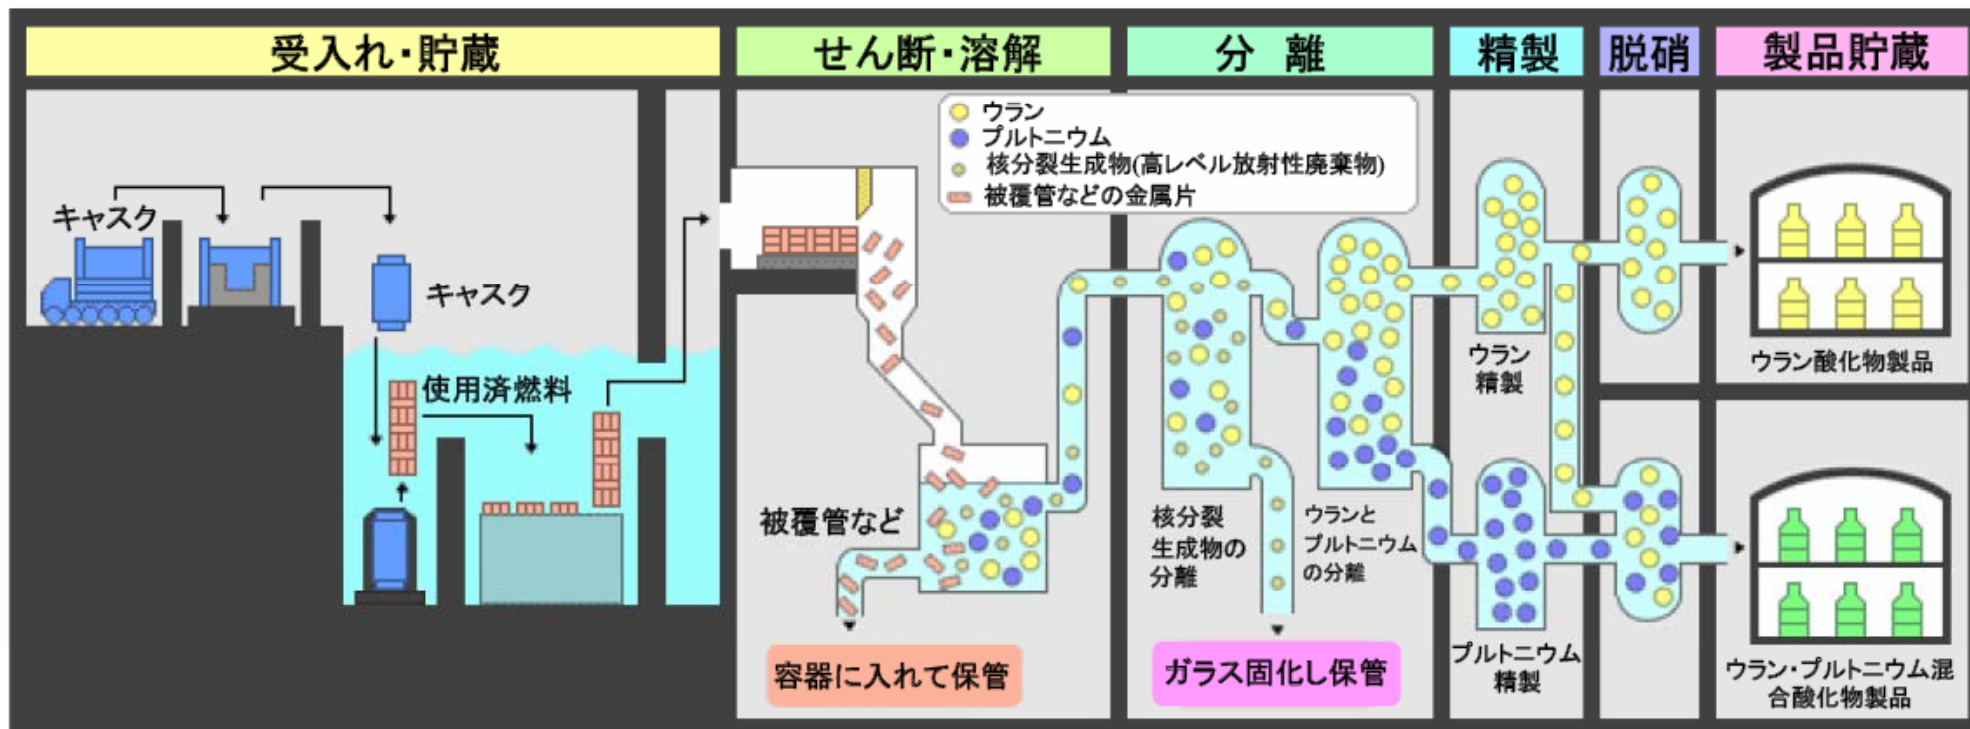 受入れ・貯蔵
せん断・溶解
分 離
精製
脱硝
製品貯蔵
ウラン
プルトニウム
核分裂生成物(高レベル放射性廃棄物)
被覆管などの金属片
キャスク
キャスク
使用済燃料
被覆管など
容器に入れて保管
核分裂
生成物の
分離
ウランと
プルトニウム
の分離
ガラス固化し保管
ウラン
精製
プルトニウム
精製
ウラン酸化物製品
ウラン・プルトニウム混
合酸化物製品